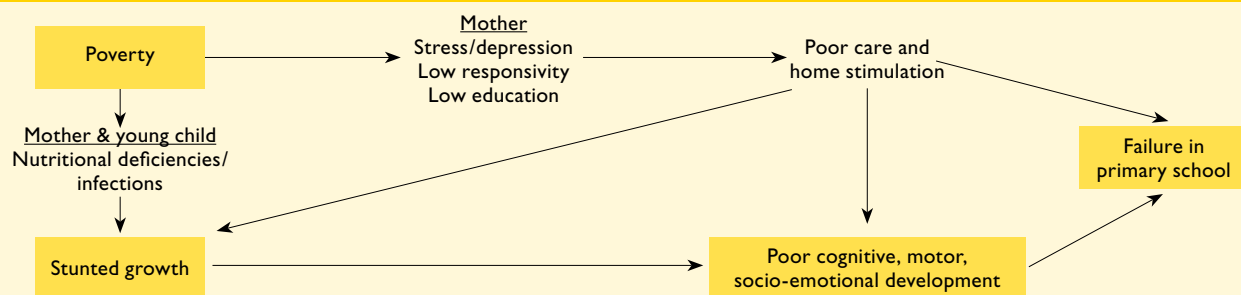 Poverty
Mother
Stress/depression
Low responsivity
Low education
Poor care and
home stimulation
Mother & young child
Nutritional deficiencies/
infections
Failure in
primary school
Stunted growth
Poor cognitive, motor,
socio-emotional development